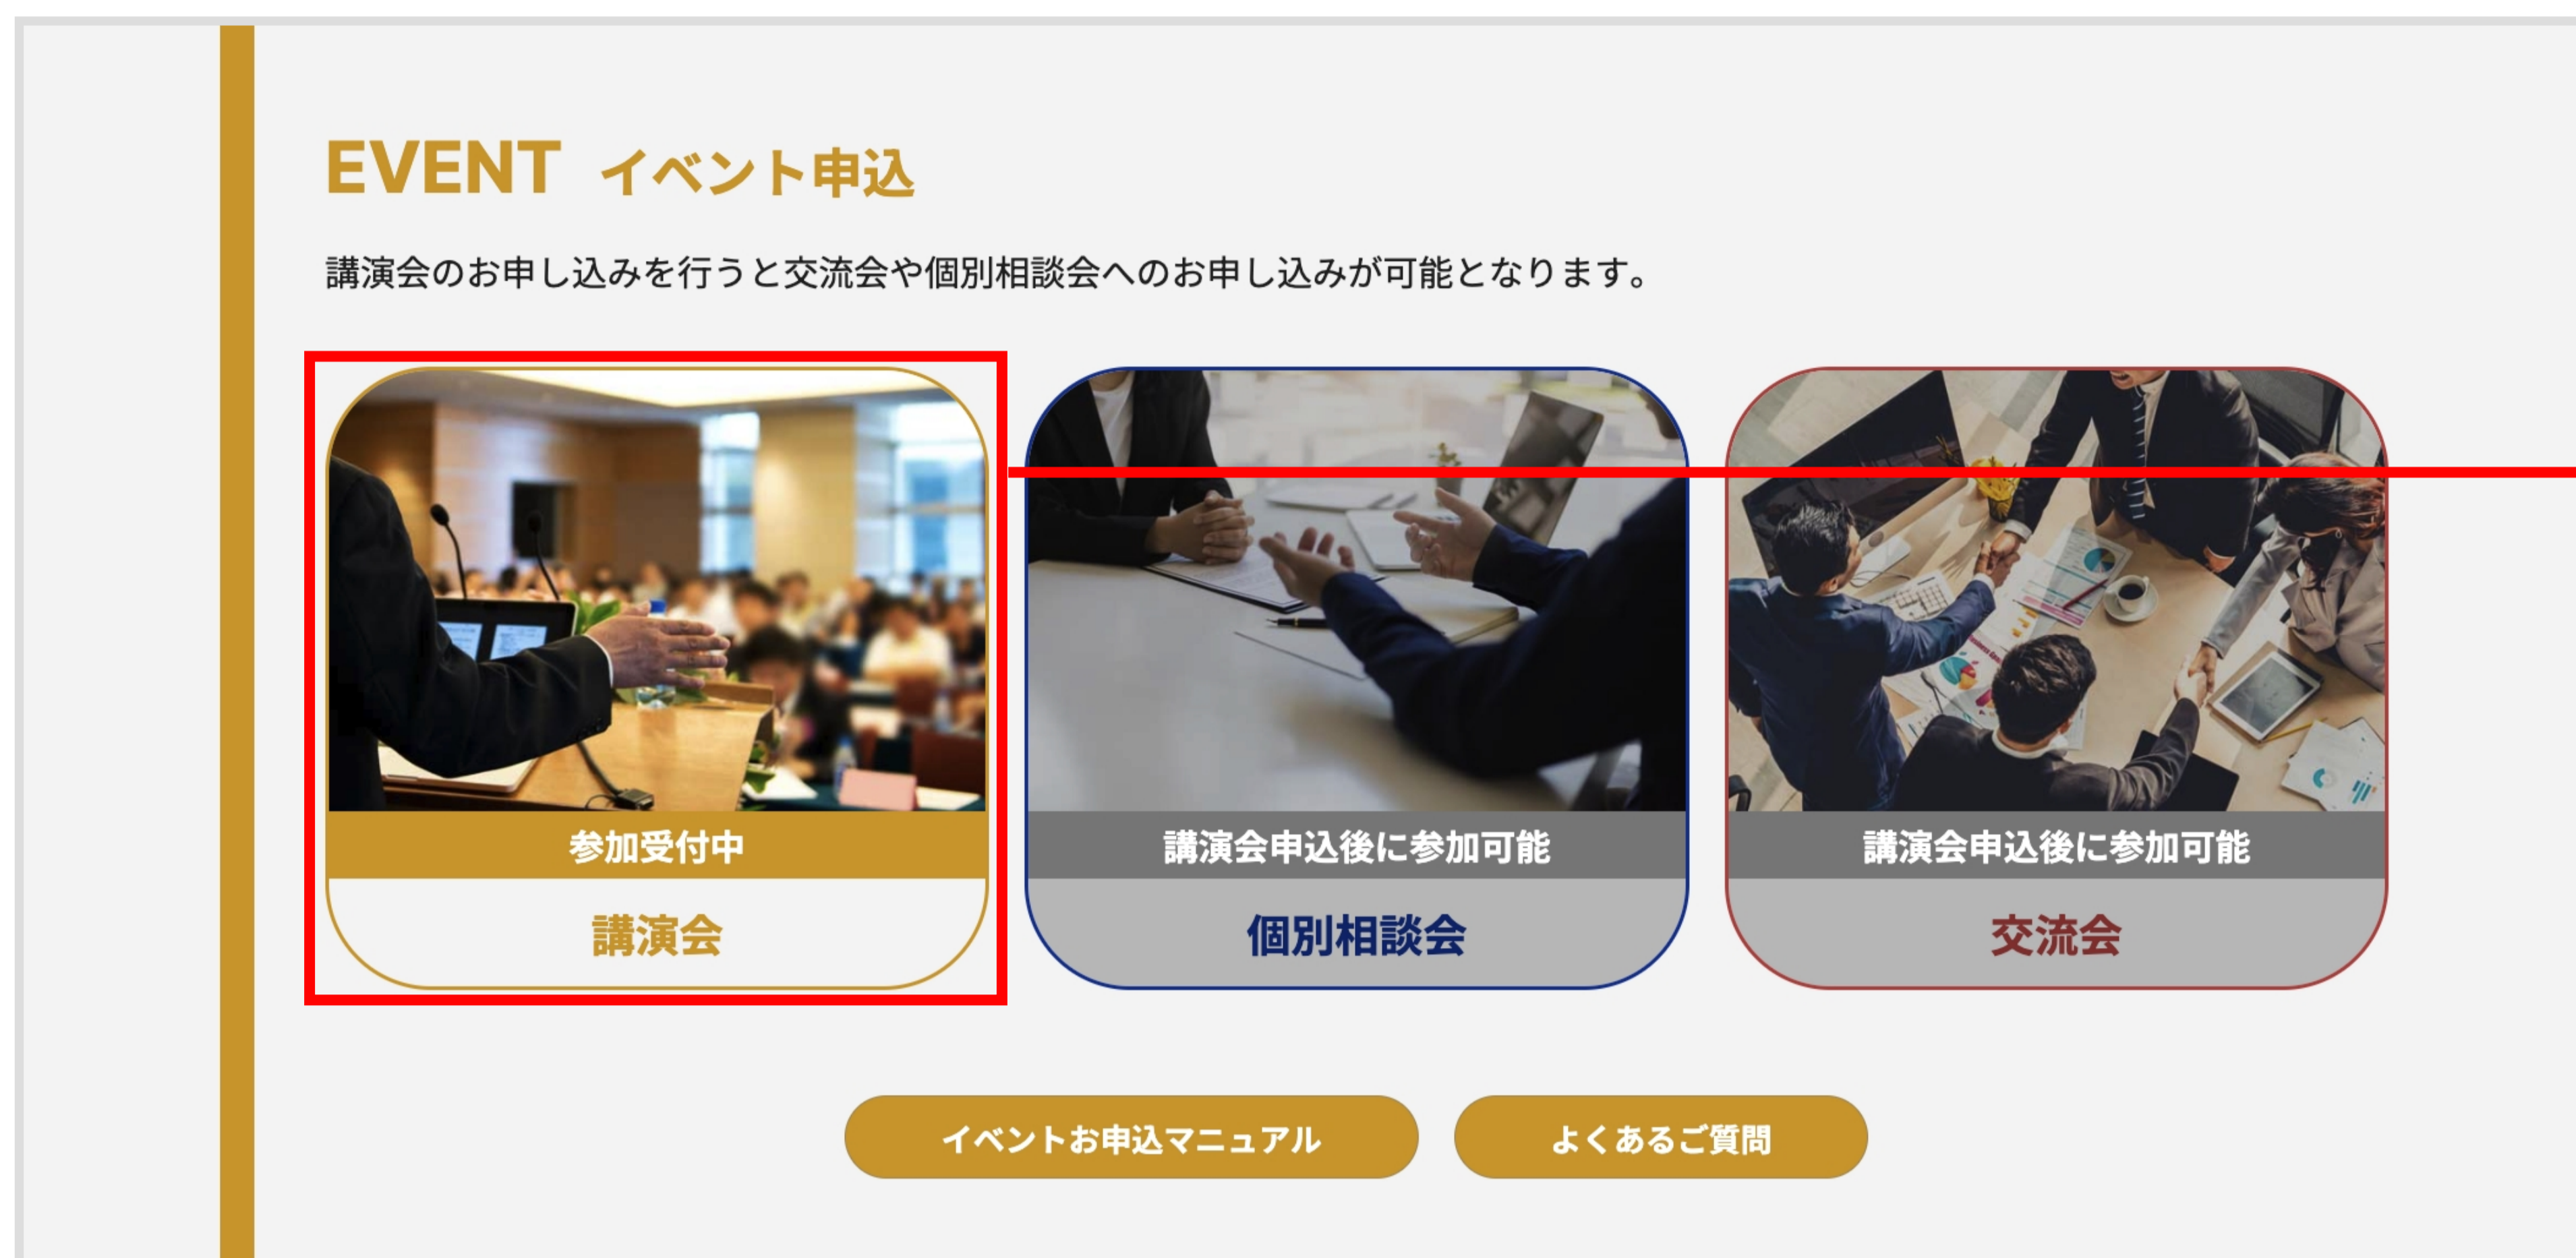 EVENT イベント申込
講演会のお申し込みを行うと交流会や個別相談会へのお申し込みが可能となります。
参加受付中
講演会
講演会申込後に参加可能
個別相談会
講演会申込後に参加可能
交流会
イベントお申込マニュアル
よくあるご質問